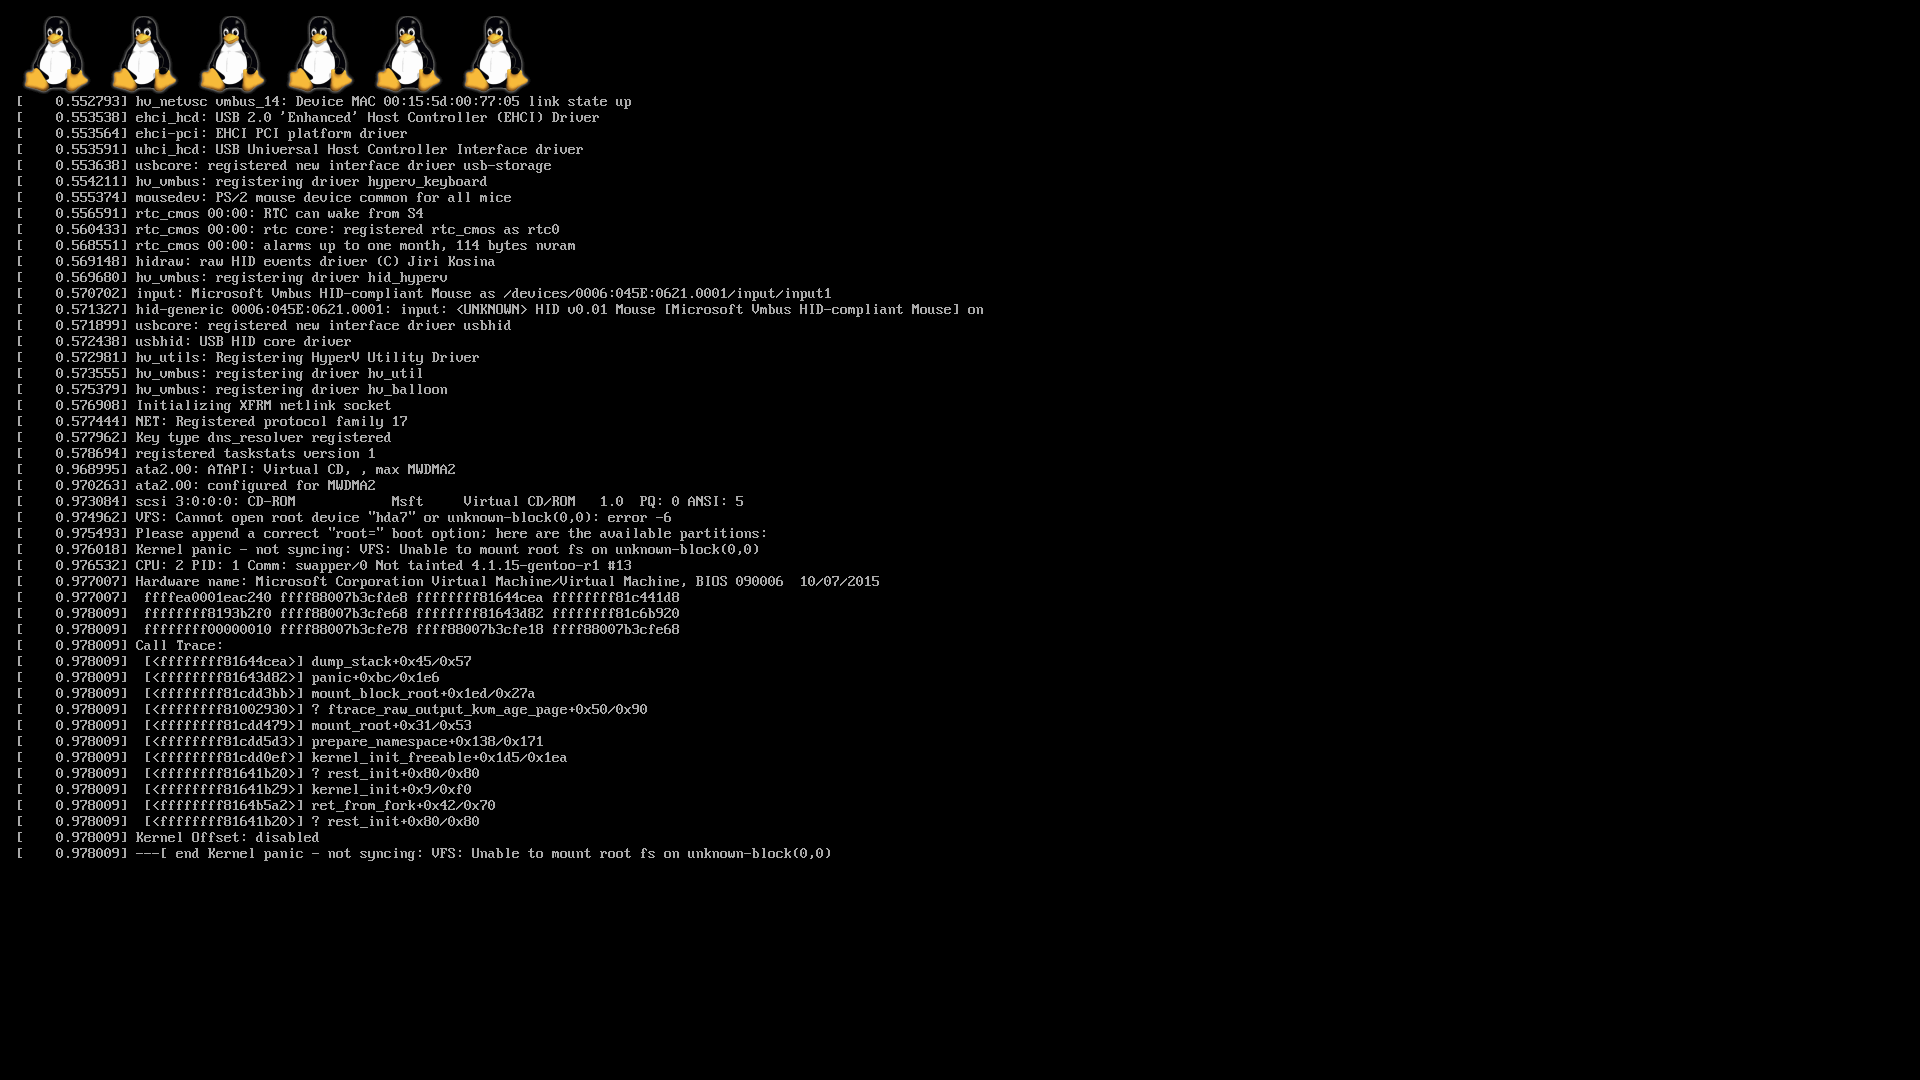 [    0.552793] hv_netvsc vmbus_14: Device MAC 00:15:5d:00:77:05 link state up
[    0.553538] ehci_hcd: USB 2.0 'Enhanced' Host Controller (EHCI) Driver
[    0.553564] ehci-pci: EHCI PCI platform driver
[    0.553591] uhci_hcd: USB Universal Host Controller Interface driver
[    0.553638] usbcore: registered new interface driver usb-storage
[    0.554211] hv_vmbus: registering driver hyperv_keyboard
[    0.555374] mousedev: PS/2 mouse device common for all mice
[    0.556591] rtc_cmos 00:00: RTC can wake from S4
[    0.560433] rtc_cmos 00:00: rtc core: registered rtc_cmos as rtc0
[    0.568551] rtc_cmos 00:00: alarms up to one month, 114 bytes nvram
[    0.569148] hidraw: raw HID events driver (C) Jiri Kosina
[    0.569680] hv_vmbus: registering driver hid_hyperv
[    0.570702] input: Microsoft Vmbus HID-compliant Mouse as /devices/0006:045E:0621.0001/input/input1
[    0.571327] hid-generic 0006:045E:0621.0001: input: <UNKNOWN> HID v0.01 Mouse [Microsoft Vmbus HID-compliant Mouse] on
[    0.571899] usbcore: registered new interface driver usbhid
[    0.572438] usbhid: USB HID core driver
[    0.572981] hv_utils: Registering HyperV Utility Driver
[    0.573555] hv_vmbus: registering driver hv_util
[    0.575379] hv_vmbus: registering driver hv_balloon
[    0.576908] Initializing XFRM netlink socket
[    0.577444] NET: Registered protocol family 17
[    0.577962] Key type dns_resolver registered
[    0.578694] registered taskstats version 1
[    0.968995] ata2.00: ATAPI: Virtual CD, , max MWDMA2
[    0.970263] ata2.00: configured for MWDMA2
[    0.973084] scsi 3:0:0:0: CD-ROM            Msft     Virtual CD/ROM   1.0  PQ: 0 ANSI: 5
[    0.974962] VFS: Cannot open root device "hda7" or unknown-block(0,0): error -6
[    0.975493] Please append a correct "root=" boot option; here are the available partitions:
[    0.976018] Kernel panic - not syncing: VFS: Unable to mount root fs on unknown-block(0,0)
[    0.976532] CPU: 2 PID: 1 Comm: swapper/0 Not tainted 4.1.15-gentoo-r1 #13
[    0.977007] Hardware name: Microsoft Corporation Virtual Machine/Virtual Machine, BIOS 090006  10/07/2015
[    0.977007]  ffffea0001eac240 ffff88007b3cfde8 ffffffff81644cea ffffffff81c441d8
[    0.978009]  ffffffff8193b2f0 ffff88007b3cfe68 ffffffff81643d82 ffffffff81c6b920
[    0.978009]  ffffffff00000010 ffff88007b3cfe78 ffff88007b3cfe18 ffff88007b3cfe68
[    0.978009] Call Trace:
[    0.978009]  [<ffffffff81644cea>] dump_stack+0x45/0x57
[    0.978009]  [<ffffffff81643d82>] panic+0xbc/0x1e6
[    0.978009]  [<ffffffff81cdd3bb>] mount_block_root+0x1ed/0x27a
[    0.978009]  [<ffffffff81002930>] ? ftrace_raw_output_kvm_age_page+0x50/0x90
[    0.978009]  [<ffffffff81cdd479>] mount_root+0x31/0x53
[    0.978009]  [<ffffffff81cdd5d3>] prepare_namespace+0x138/0x171
[    0.978009]  [<ffffffff81cdd0ef>] kernel_init_freeable+0x1d5/0x1ea
[    0.978009]  [<ffffffff81641b20>] ? rest_init+0x80/0x80
[    0.978009]  [<ffffffff81641b29>] kernel_init+0x9/0xf0
[    0.978009]  [<ffffffff8164b5a2>] ret_from_fork+0x42/0x70
[    0.978009]  [<ffffffff81641b20>] ? rest_init+0x80/0x80
[    0.978009] Kernel Offset: disabled
[    0.978009] ---[ end Kernel panic - not syncing: VFS: Unable to mount root fs on unknown-block(0,0)